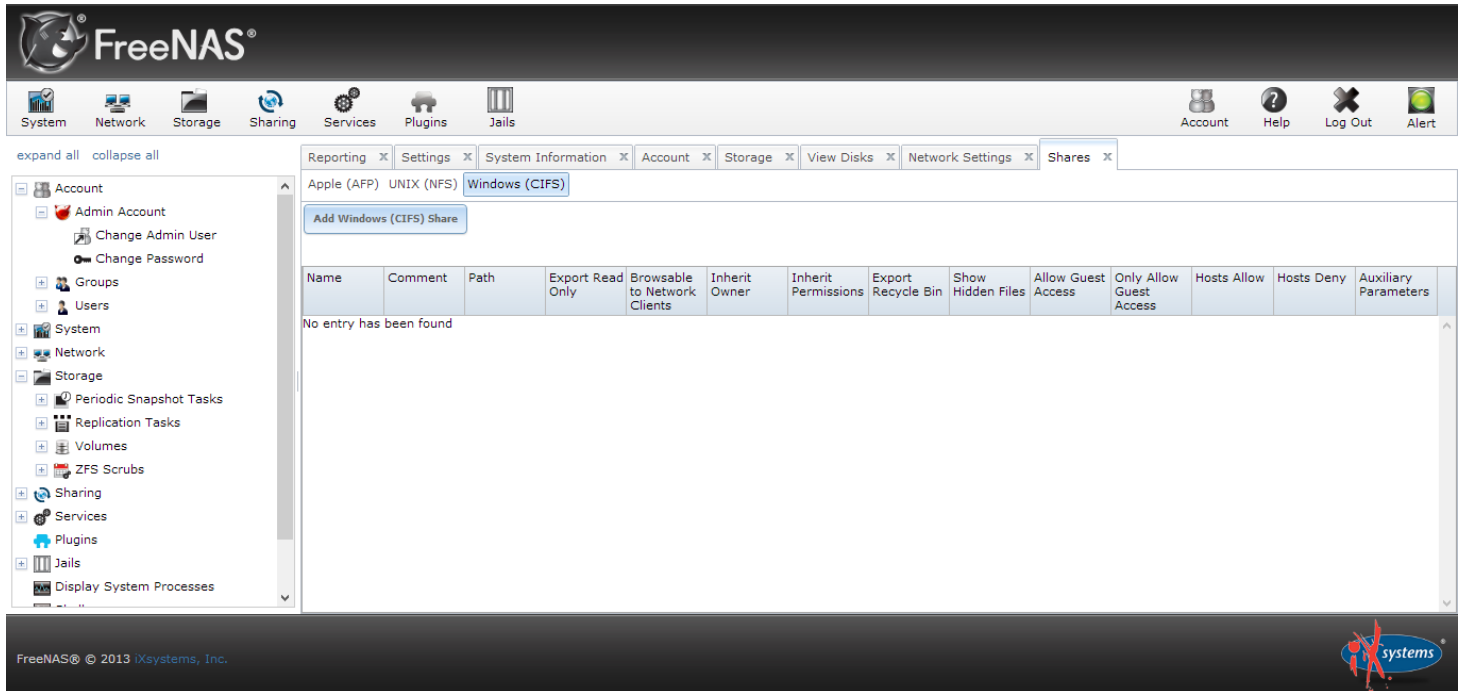 FreeNAS®
System Network Storage Sharing Services Plugins Jails Account Help Log Out Alert
expand all collapse all
Reporting X Settings X System Information X Account X Storage X View Disks X Network Settings X Shares X
Apple (AFP) UNIX (NFS) Windows (CIFS)
Add Windows (CIFS) Share
Account
Admin Account
Change Admin User
Change Password
Groups
Users
System
Network
Storage
Periodic Snapshot Tasks
Replication Tasks
Volumes
ZFS Scrubs
Sharing
Services
Plugins
Jails
Display System Processes
Name Comment Path Export Read Only Browsable to Network Clients Inherit Owner Inherit Permissions Export Recycle Bin Show Hidden Files Allow Guest Access Only Allow Guest Access Hosts Allow Hosts Deny Auxiliary Parameters
No entry has been found
FreeNAS® © 2013 iXsystems, Inc.
iXsystems®